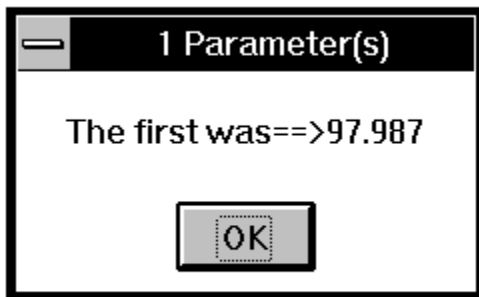 1 Parameter(s)
The first was==>97.987
OK